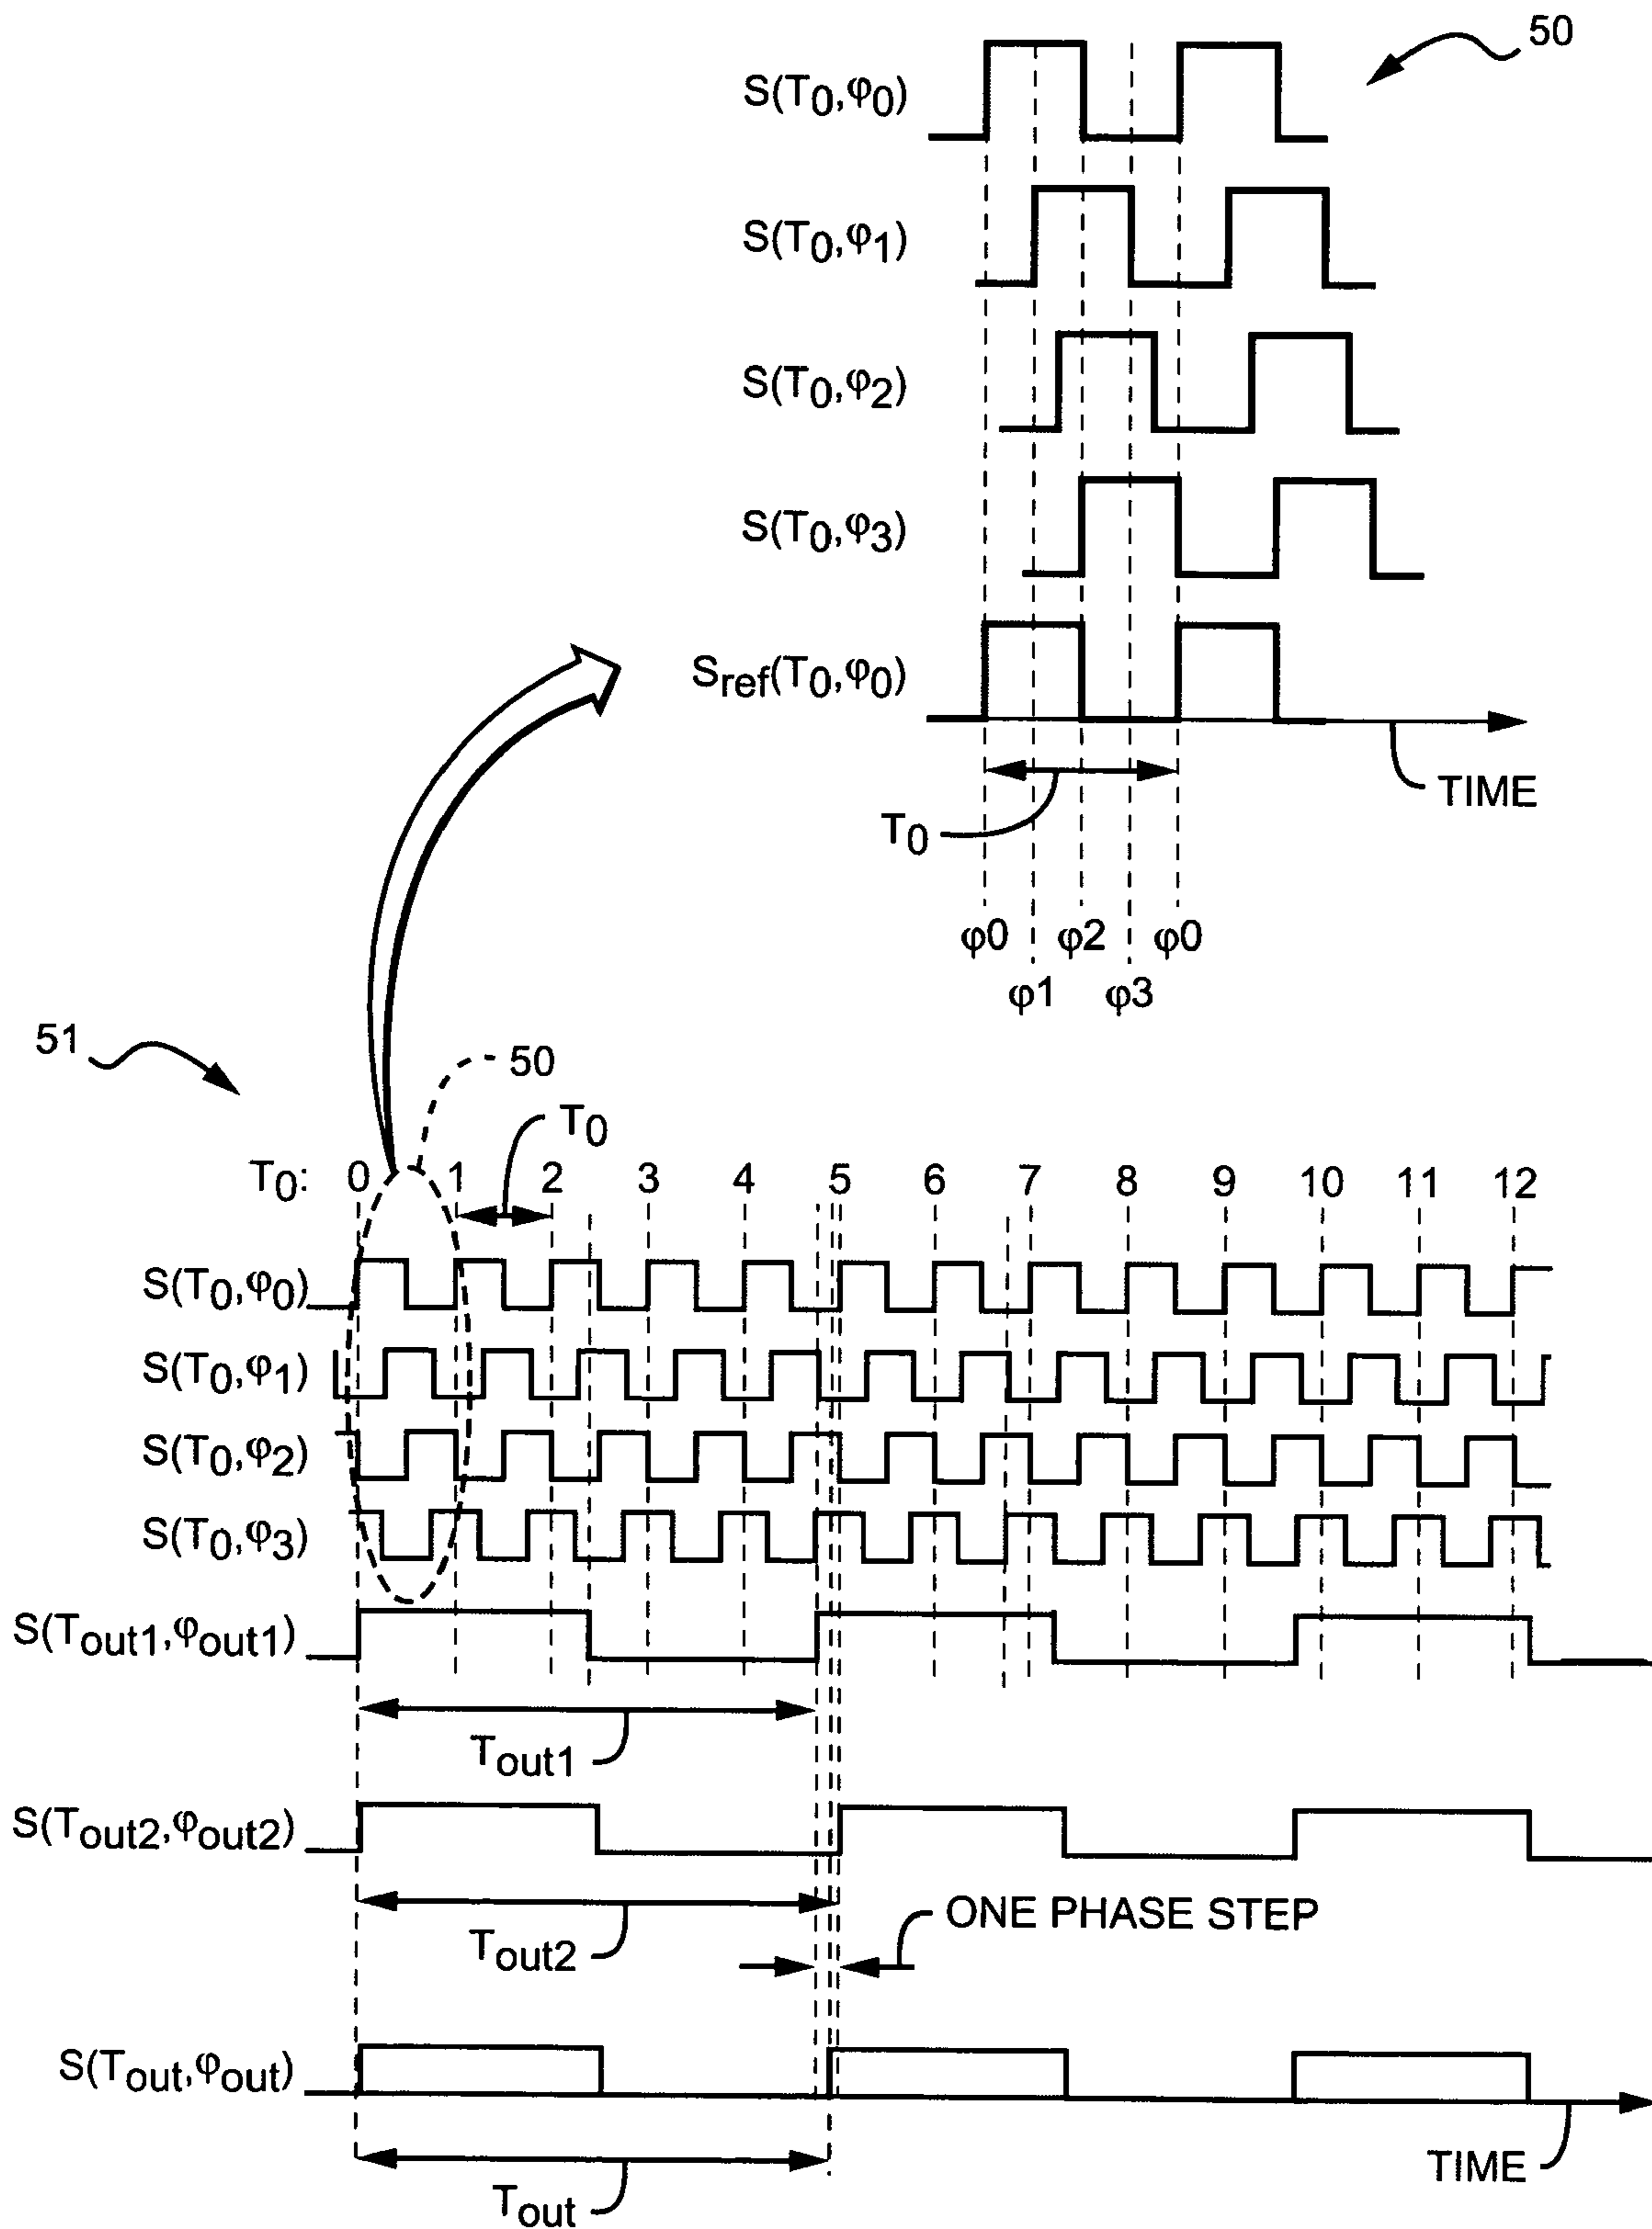 50
S(T0,φ0)
S(T0,φ1)
S(T0,φ2)
S(T0,φ3)
Sref(T0,φ0)
TIME
T0
φ0 φ2 φ0
φ1 φ3
51
50
T0
T0: 0 1 2 3 4 5 6 7 8 9 10 11 12
S(T0,φ0)
S(T0,φ1)
S(T0,φ2)
S(T0,φ3)
S(Tout1,φout1)
Tout1
S(Tout2,φout2)
ONE PHASE STEP
Tout2
S(Tout,φout)
TIME
Tout